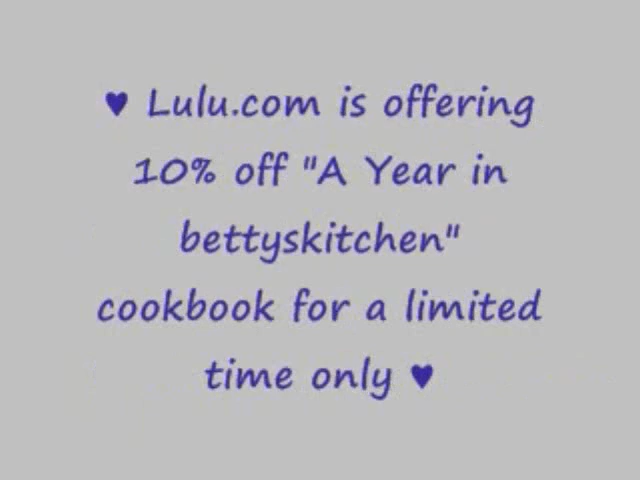 ♥ Lulu.com is offering
10% off "A Year in
bettyskitchen"
cookbook for a limited
time only ♥